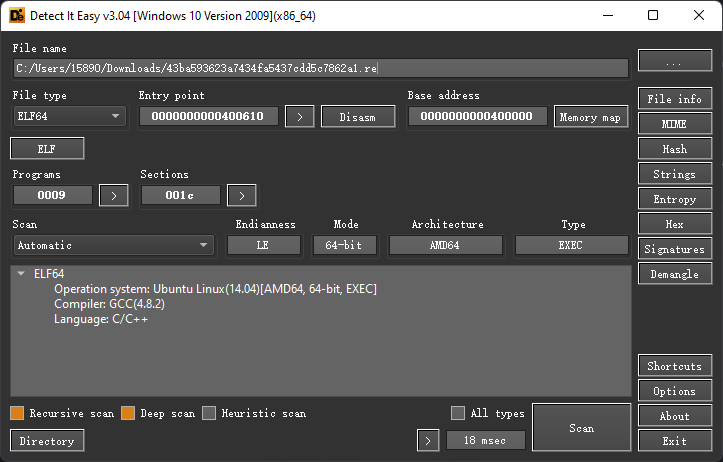 Detect It Easy v3.04 [Windows 10 Version 2009](x86_64)
File name
C:/Users/15890/Downloads/43ba593623a7434fa5437cdd5c7862a1.re
...
File type
Entry point
Base address
ELF64
0000000000400610
>
Disasm
0000000000400000
Memory map
File info
MIME
ELF
Hash
Programs
Sections
Strings
0009
>
001c
>
Entropy
Scan
Endianness
Mode
Architecture
Type
Hex
Automatic
LE
64-bit
AMD64
EXEC
Signatures
Demangle
ELF64
Operation system: Ubuntu Linux(14.04)[AMD64, 64-bit, EXEC]
Compiler: GCC(4.8.2)
Language: C/C++
Shortcuts
Options
Recursive scan
Deep scan
Heuristic scan
All types
Scan
About
Directory
>
18 msec
Exit